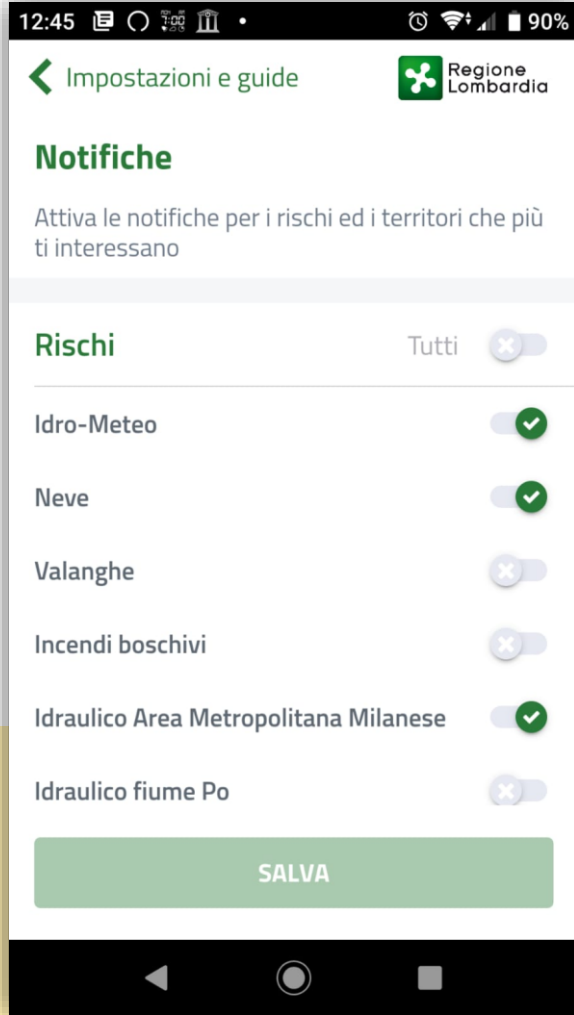 12:45 90%
Impostazioni e guide
Regione
Lombardia
Notifiche
Attiva le notifiche per i rischi ed i territori che più
ti interessano
Rischi Tutti
Idro-Meteo
Neve
Valanghe
Incendi boschivi
Idraulico Area Metropolitana Milanese
Idraulico fiume Po
SALVA